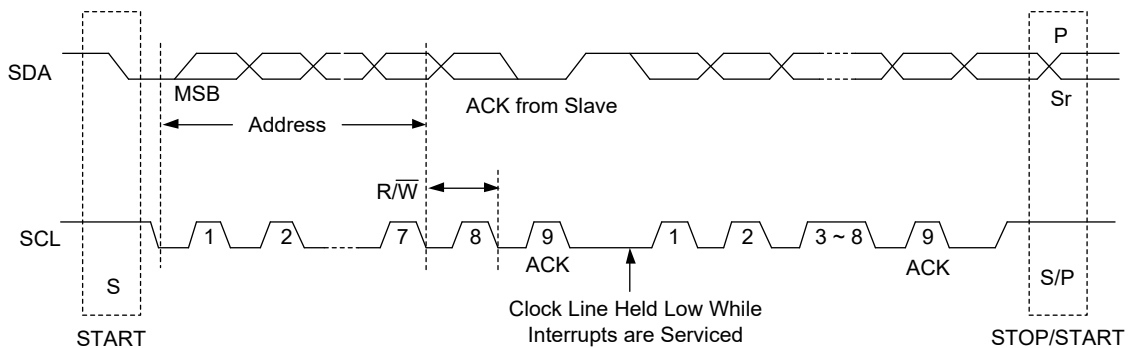 P
SDA
MSB
ACK from Slave
Sr
Address
R/W̅
SCL
1
2
7
8
9
1
2
3 ~ 8
9
ACK
ACK
S
S/P
Clock Line Held Low While
Interrupts are Serviced
START
STOP/START